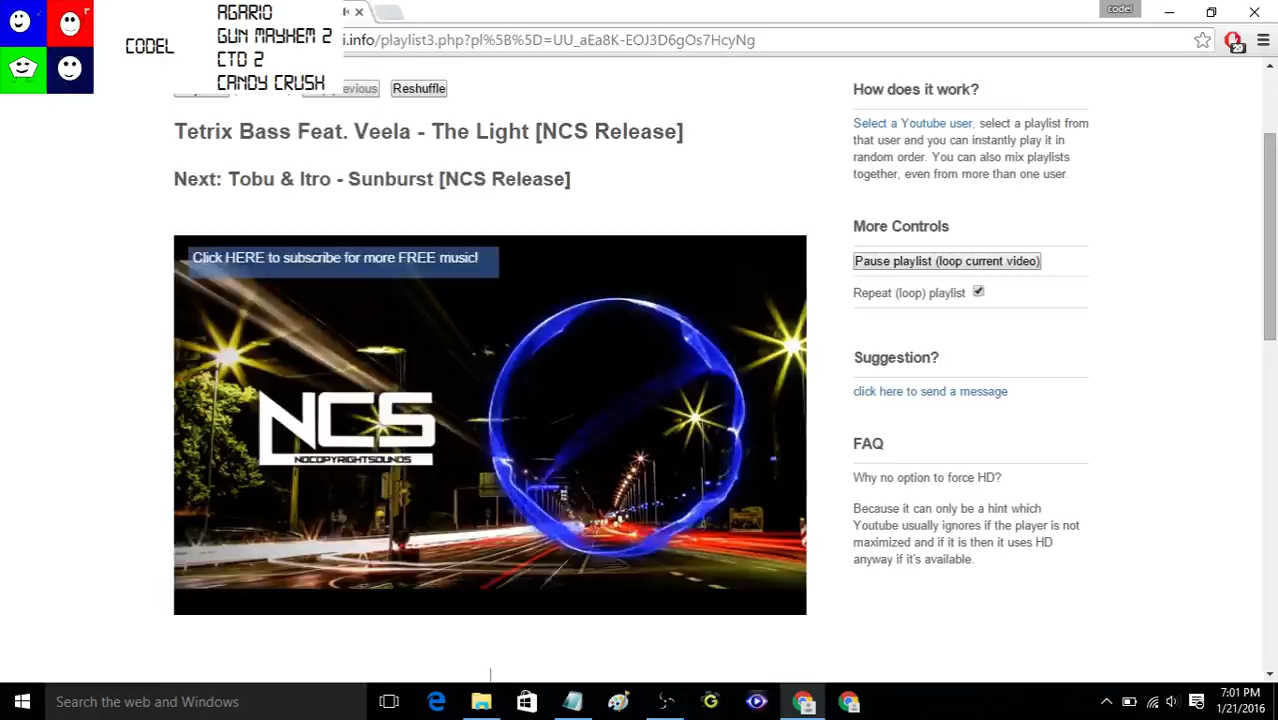 AGARIO
GUN MAYHEM 2
CTD 2
CANDY CRUSH
CODEL
codel
i.info/playlist3.php?pl%5B%5D=UU_aEa8K-EOJ3D6gOs7HcyNg
23
evious
Reshuffle
Tetrix Bass Feat. Veela - The Light [NCS Release]
Next: Tobu & Itro - Sunburst [NCS Release]
Click HERE to subscribe for more FREE music!
NCS
NOCOPYRIGHTSOUNDS
How does it work?
Select a Youtube user, select a playlist from
that user and you can instantly play it in
random order. You can also mix playlists
together, even from more than one user.
More Controls
Pause playlist (loop current video)
Repeat (loop) playlist
Suggestion?
click here to send a message
FAQ
Why no option to force HD?
Because it can only be a hint which
Youtube usually ignores if the player is not
maximized and if it is then it uses HD
anyway if it's available.
Search the web and Windows
7:01 PM
1/21/2016